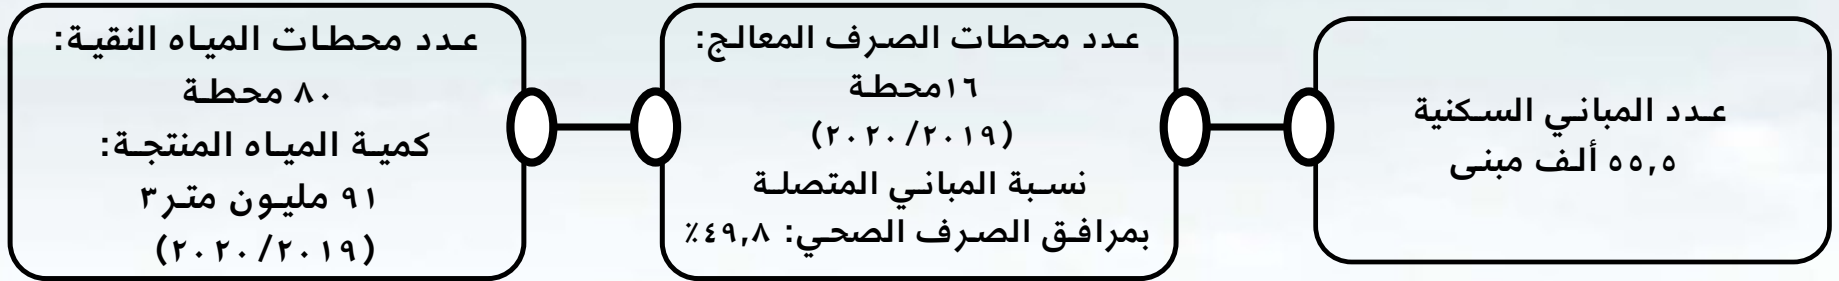 عدد المباني السكنية
٥٥,٥ ألف مبنى
عدد محطات الصرف المعالج:
١٦محطة
(٢٠٢٠/٢٠١٩)
نسبة المباني المتصلة
بمرافق الصرف الصحي: ٤٩,٨٪
عدد محطات المياه النقية:
٨٠ محطة
كمية المياه المنتجة:
٩١ مليون متر٣
(٢٠٢٠/٢٠١٩)